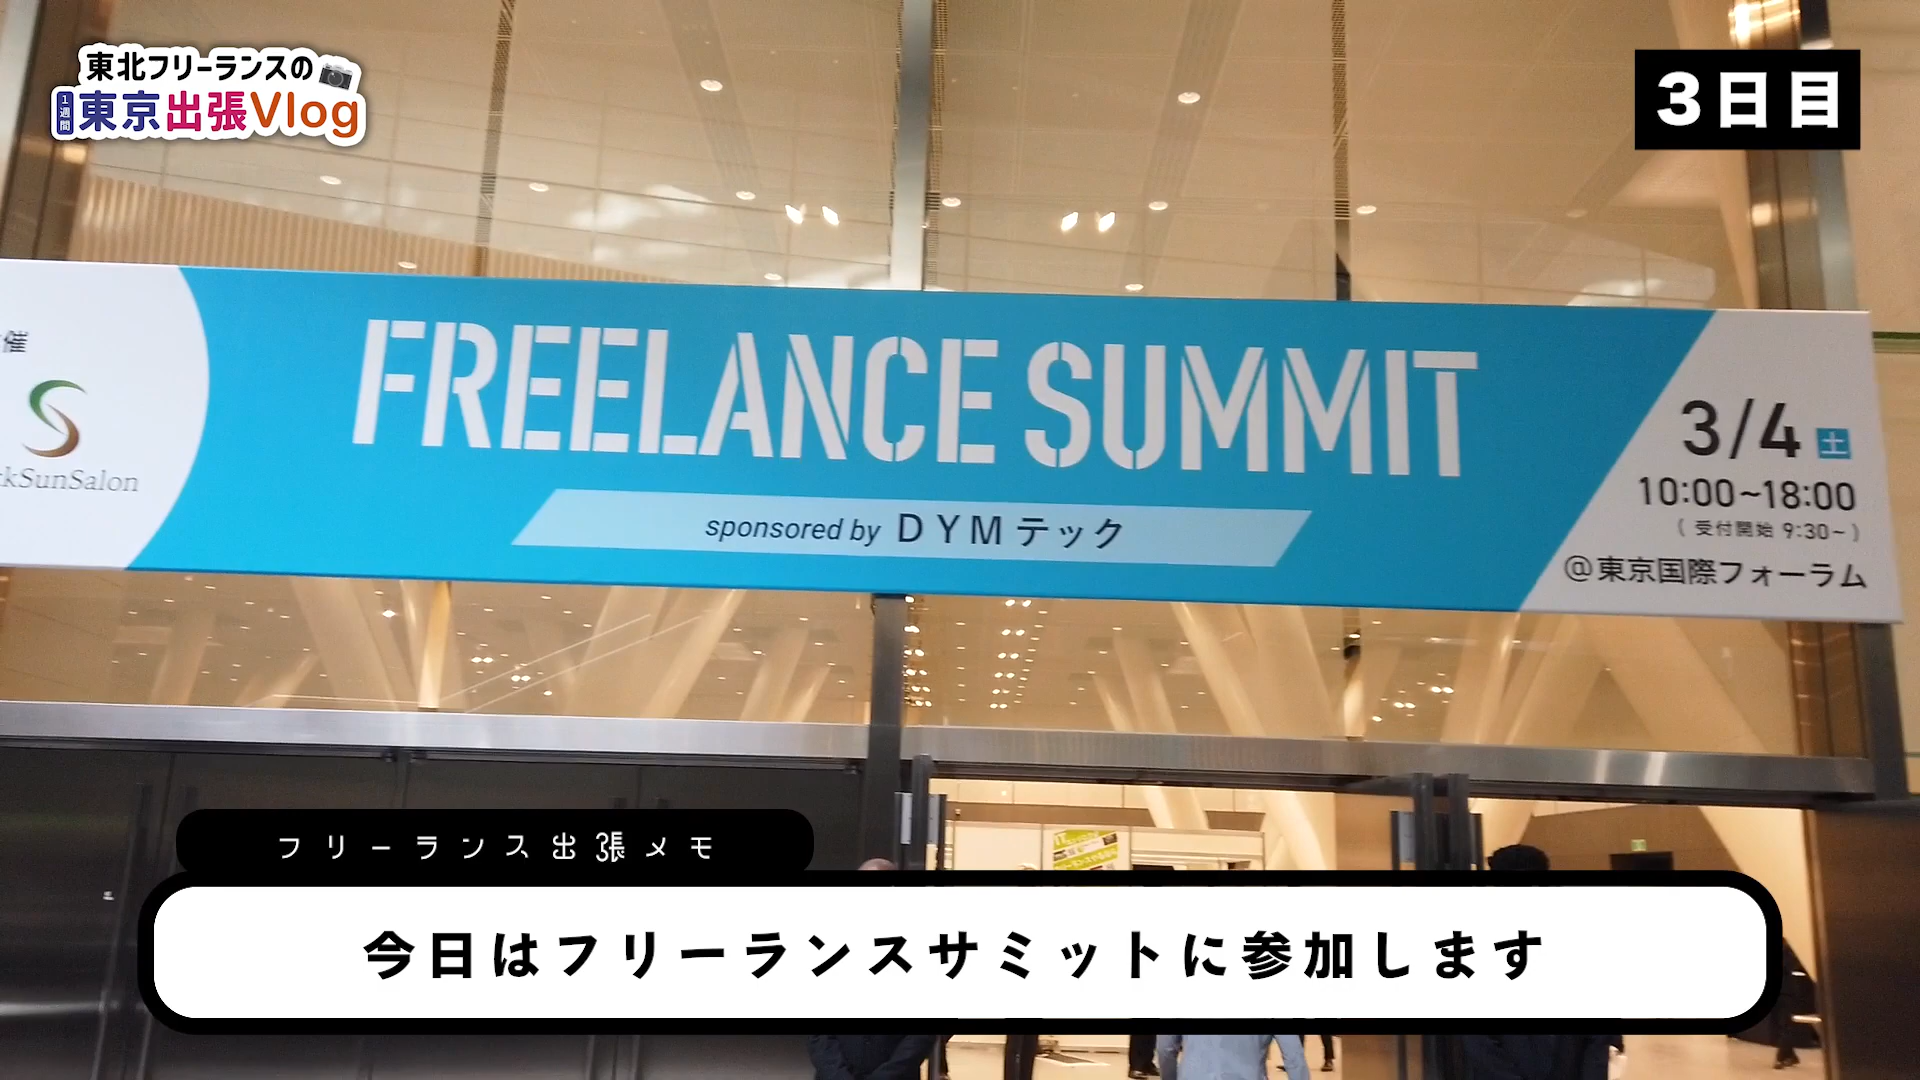 東北フリーランスの
1週間 東京出張Vlog
3日目
催
kSunSalon
FREELANCE SUMMIT
sponsored by DYMテック
3/4 土
10:00~18:00
( 受付開始 9:30~ )
@東京国際フォーラム
フリーランス出張メモ
今日はフリーランスサミットに参加します